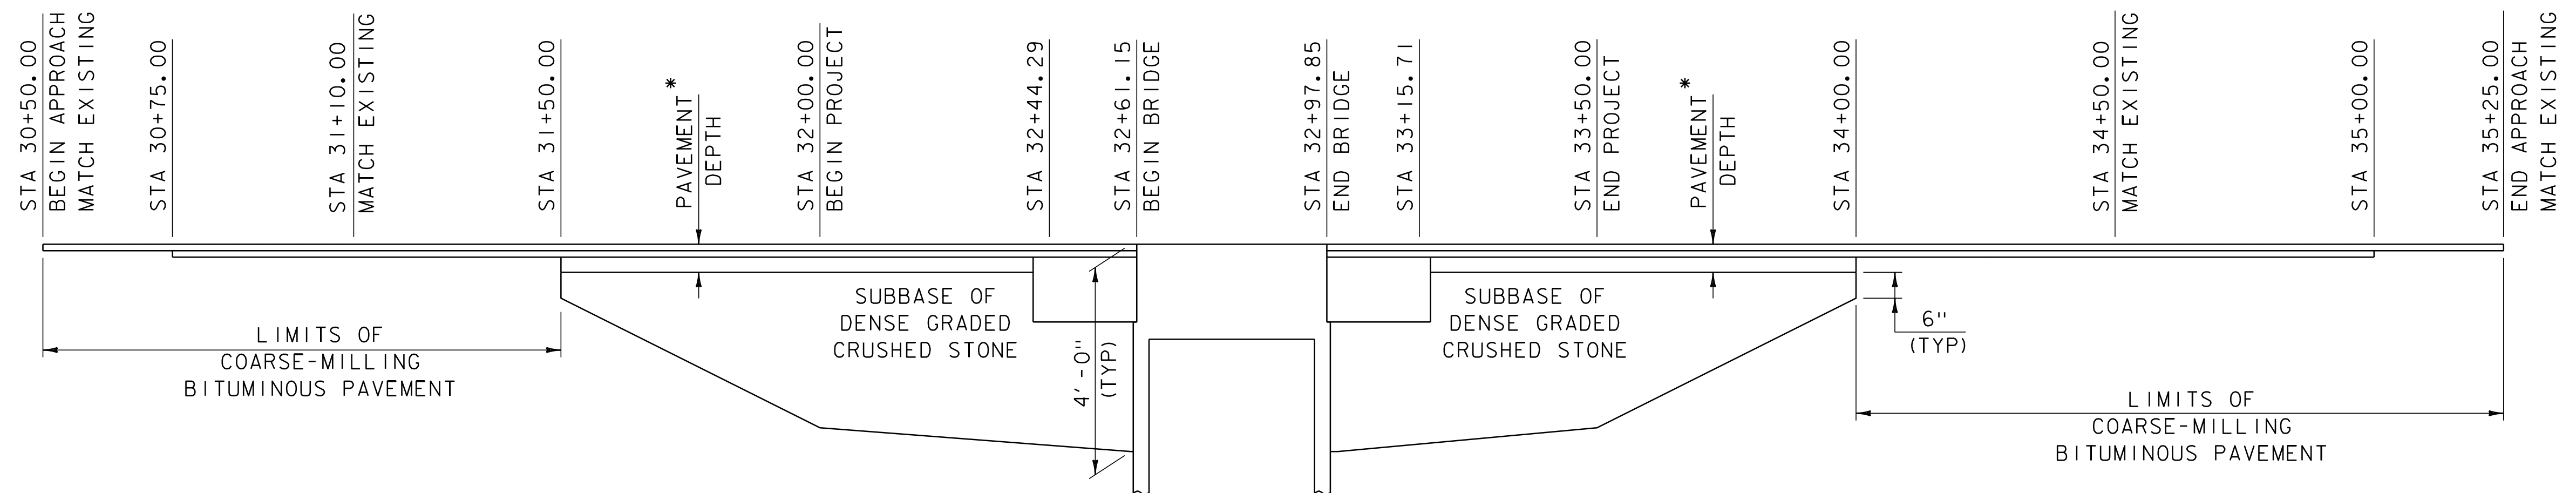 STA 30+50.00
BEGIN APPROACH
MATCH EXISTING
STA 30+75.00
STA 31+10.00
MATCH EXISTING
STA 31+50.00
PAVEMENT*
DEPTH
STA 32+00.00
BEGIN PROJECT
STA 32+44.29
STA 32+61.15
BEGIN BRIDGE
STA 32+97.85
END BRIDGE
STA 33+15.71
STA 33+50.00
END PROJECT
PAVEMENT*
DEPTH
STA 34+00.00
STA 34+50.00
MATCH EXISTING
STA 35+00.00
STA 35+25.00
END APPROACH
MATCH EXISTING
LIMITS OF
COARSE-MILLING
BITUMINOUS PAVEMENT
SUBBASE OF
DENSE GRADED
CRUSHED STONE
4'-0"
(TYP)
SUBBASE OF
DENSE GRADED
CRUSHED STONE
6"
(TYP)
LIMITS OF
COARSE-MILLING
BITUMINOUS PAVEMENT